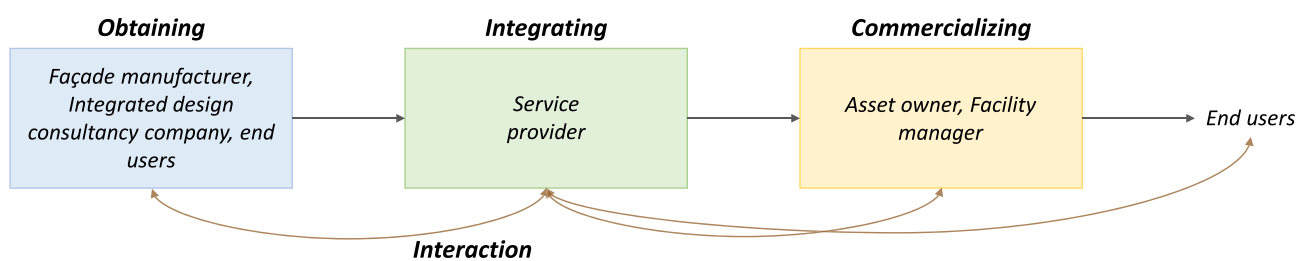 Obtaining
Integrating
Commercializing
Façade manufacturer,
Integrated design
consultancy company, end
users
Service
provider
Asset owner, Facility
manager
End users
Interaction